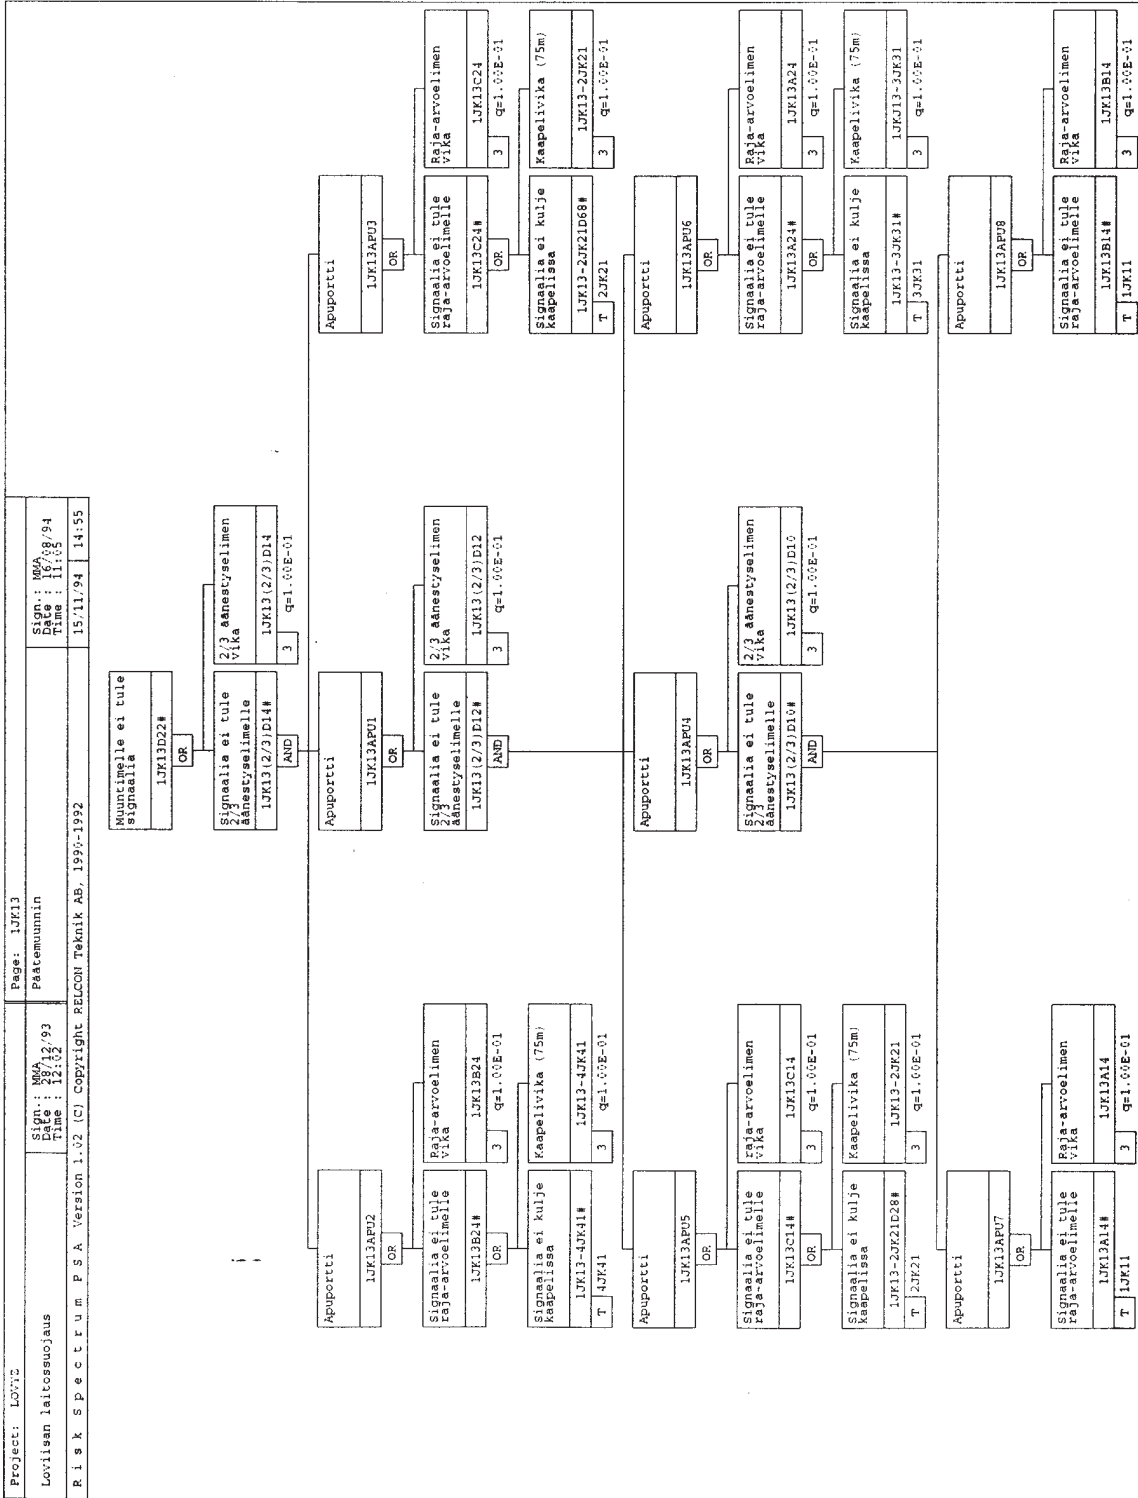 Project:
Page: 1JK13
Loviisan laitossuojaus
Sign.: MMA
Date : 28/12/93
Time : 12:02
Päätemuunnin
Sign.: MMA
Date : 16/08/94
Time : 11:05
R i s k  S p e c t r u m  P S A  Version 1.02 (C) Copyright RELCON Teknik AB, 1990-1992
15/11/94
14:55
Muuntimelle ei tule
signaalia
1JK13D22#
OR
Signaalia ei tule
2/3
äänestyselimelle
1JK13(2/3)D14#
AND
2/3 äänestyselimen
vika
1JK13(2/3)D14
3
q=1.00E-01
Apuportti
1JK13APU2
OR
Apuportti
1JK13APU1
OR
Apuportti
1JK13APU3
OR
Signaalia ei tule
raja-arvoelimelle
1JK13B24#
OR
Raja-arvoelimen
vika
1JK13B24
3
q=1.00E-01
Signaalia ei tule
2/3
äänestyselimelle
1JK13(2/3)D12#
AND
2/3 äänestyselimen
vika
1JK13(2/3)D12
3
q=1.00E-01
Signaalia ei tule
raja-arvoelimelle
1JK13C24#
OR
Raja-arvoelimen
vika
1JK13C24
3
q=1.00E-01
Signaalia ei kulje
kaapelissa
1JK13-4JK41#
T
4JK41
Kaapelivika (75m)
1JK13-4JK41
3
q=1.00E-01
Signaalia ei kulje
kaapelissa
1JK13-2JK21D68#
T
2JK21
Kaapelivika (75m)
1JK13-2JK21
3
q=1.00E-01
Apuportti
1JK13APU5
OR
Apuportti
1JK13APU4
OR
Apuportti
1JK13APU6
OR
Signaalia ei tule
raja-arvoelimelle
1JK13C14#
OR
raja-arvoelimen
vika
1JK13C14
3
q=1.00E-01
Signaalia ei tule
2/3
äänestyselimelle
1JK13(2/3)D10#
AND
2/3 äänestyselimen
vika
1JK13(2/3)D10
3
q=1.00E-01
Signaalia ei tule
raja-arvoelimelle
1JK13A24#
OR
Raja-arvoelimen
vika
1JK13A24
3
q=1.00E-01
Signaalia ei kulje
kaapelissa
1JK13-2JK21D28#
T
2JK21
Kaapelivika (75m)
1JK13-2JK21
3
q=1.00E-01
Signaalia ei kulje
kaapelissa
1JK13-3JK31#
T
3JK31
Kaapelivika (75m)
1JKJ13-3JK31
3
q=1.00E-01
Apuportti
1JK13APU7
OR
Apuportti
1JK13APU8
OR
Signaalia ei tule
raja-arvoelimelle
1JK13A14#
T
1JK11
Raja-arvoelimen
vika
1JK13A14
3
q=1.00E-01
Signaalia ei tule
raja-arvoelimelle
1JK13B14#
T
1JK11
Raja-arvoelimen
vika
1JK13B14
3
q=1.00E-01